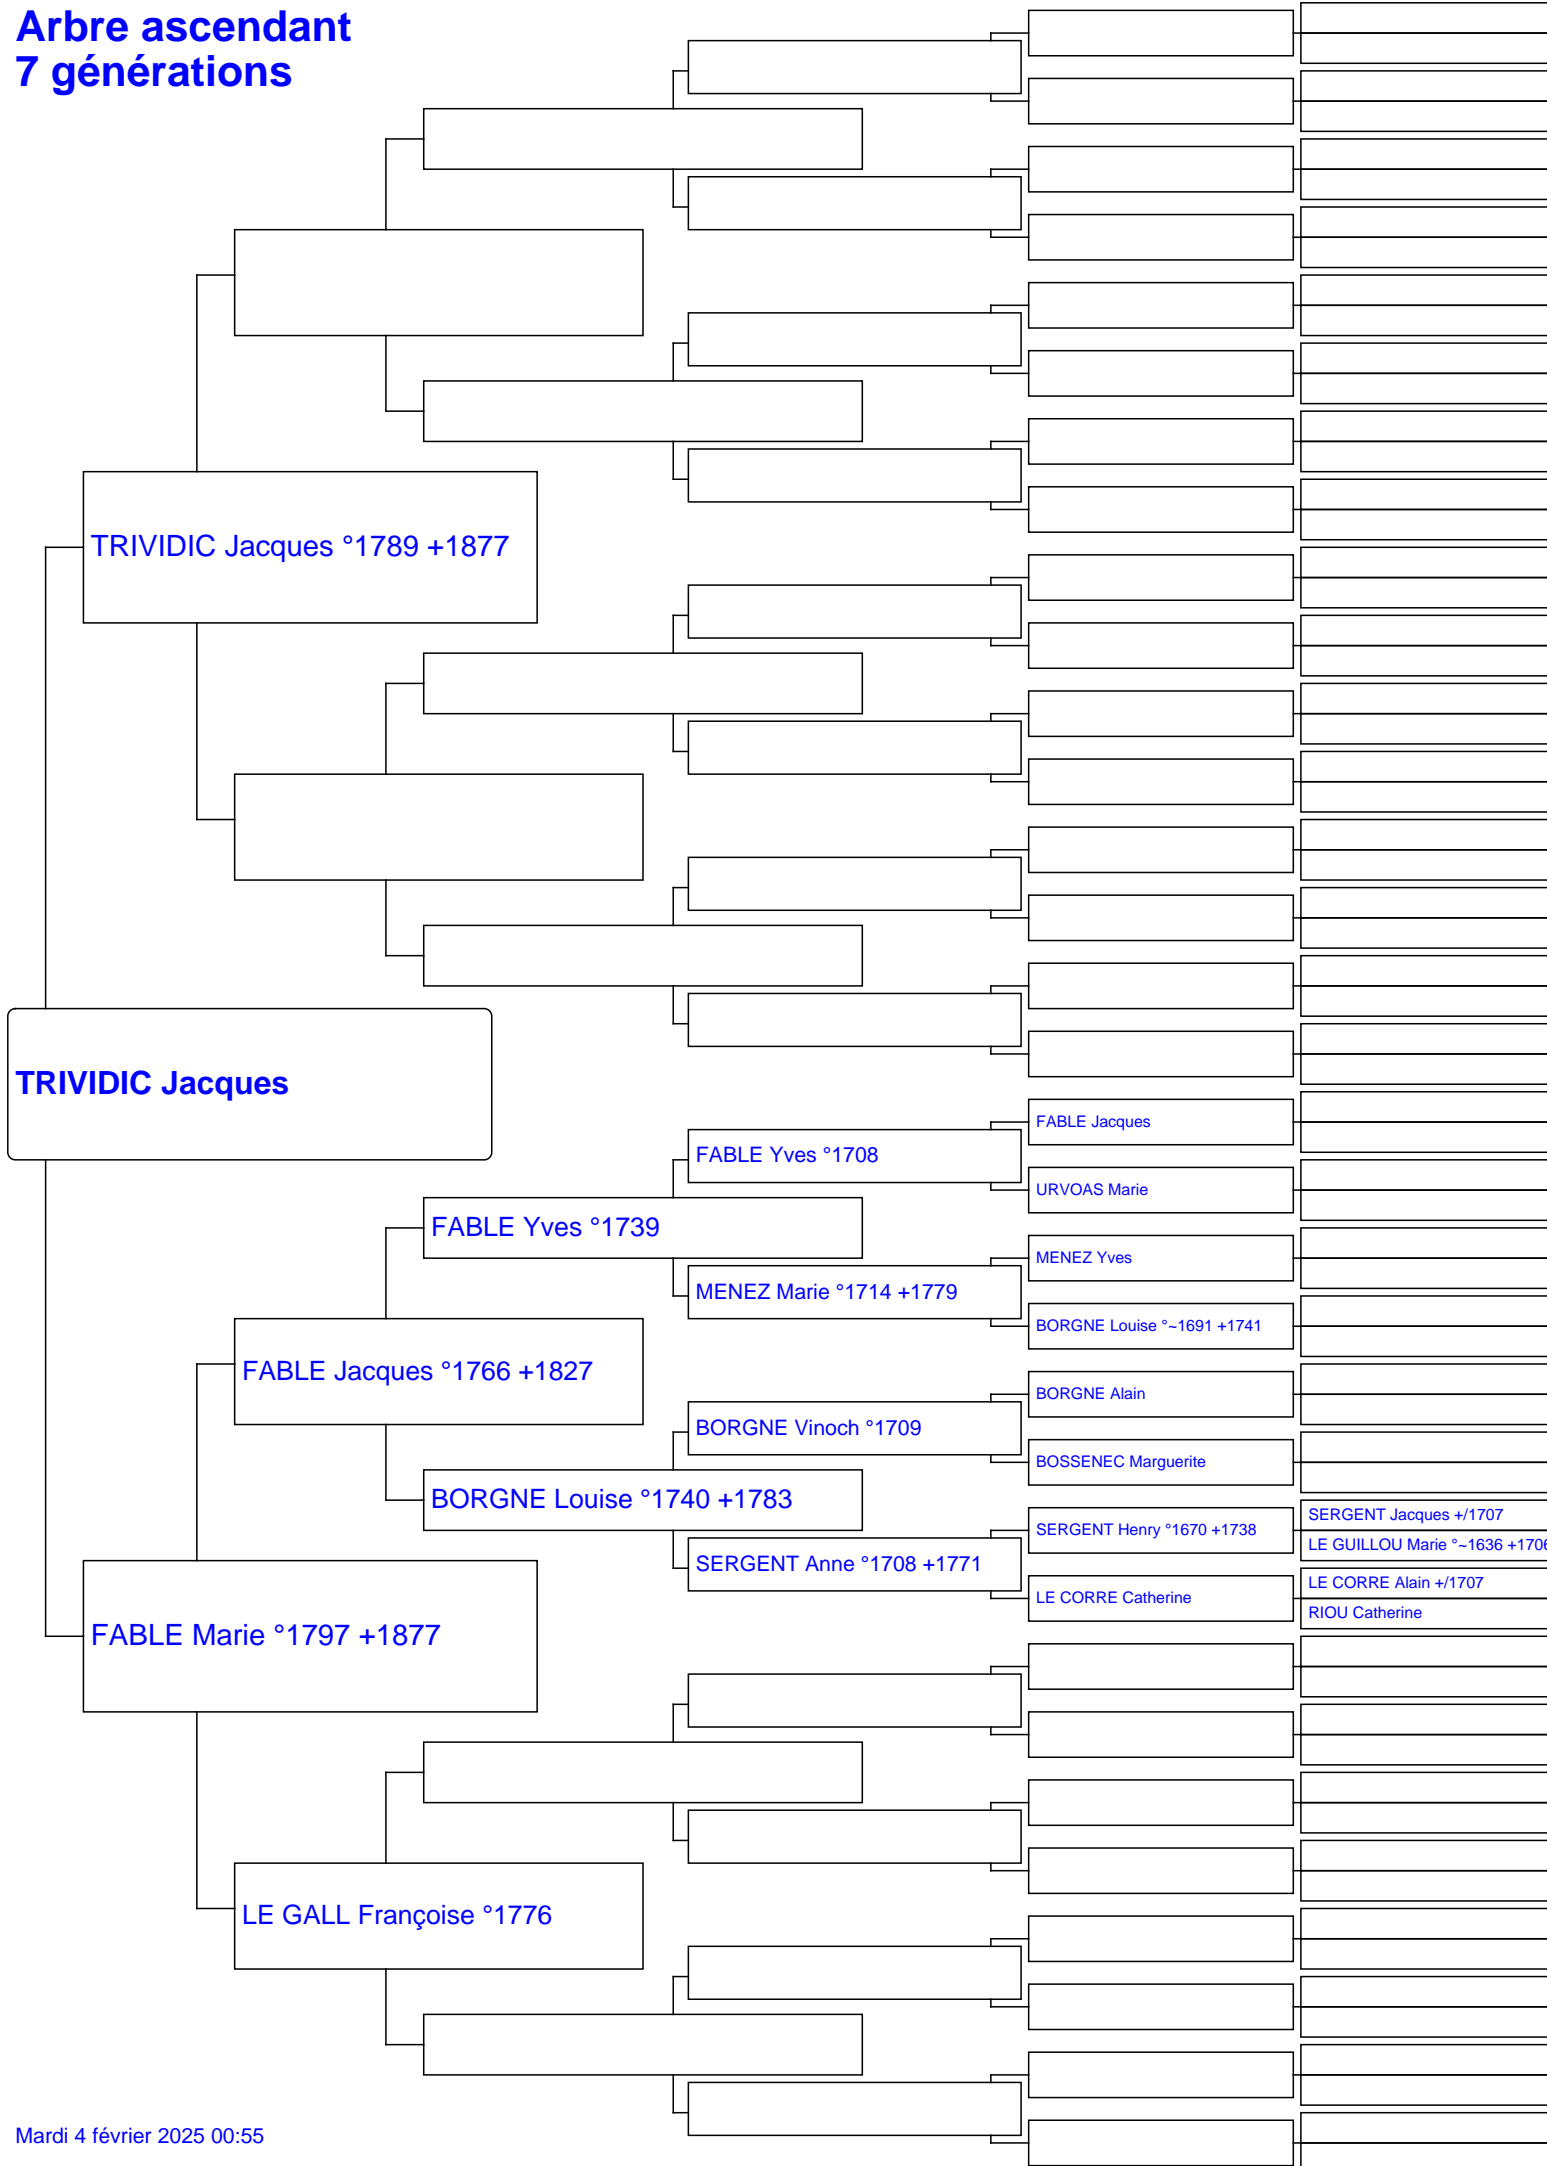 Arbre ascendant
7 générations
TRIVIDIC Jacques °1789 +1877
TRIVIDIC Jacques
FABLE Jacques
FABLE Yves °1708
URVOAS Marie
FABLE Yves °1739
MENEZ Yves
MENEZ Marie °1714 +1779
BORGNE Louise °~1691 +1741
FABLE Jacques °1766 +1827
BORGNE Alain
BORGNE Vinoch °1709
BOSSENEC Marguerite
BORGNE Louise °1740 +1783
SERGENT Jacques +/1707
SERGENT Henry °1670 +1738
LE GUILLOU Marie °~1636 +1706
SERGENT Anne °1708 +1771
LE CORRE Alain +/1707
LE CORRE Catherine
RIOU Catherine
FABLE Marie °1797 +1877
LE GALL Françoise °1776
Mardi 4 février 2025 00:55